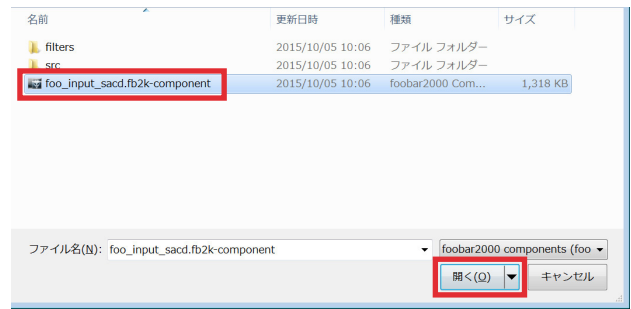 名前 更新日時 種類 サイズ
filters 2015/10/05 10:06 ファイル フォルダー
src 2015/10/05 10:06 ファイル フォルダー
foo_input_sacd.fb2k-component 2015/10/05 10:06 foobar2000 Com... 1,318 KB
ファイル名(N): foo_input_sacd.fb2k-component foobar2000 components (foo
開く(O) キャンセル